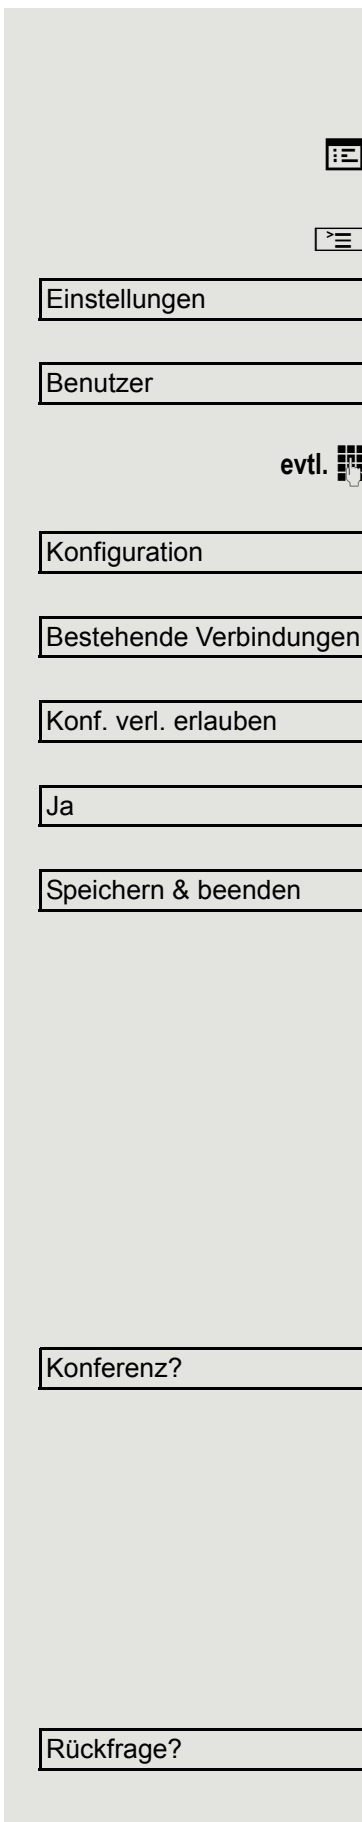 Einstellungen
Benutzer
evtl.
Konfiguration
Bestehende Verbindungen
Konf. verl. erlauben
Ja
Speichern & beenden
Konferenz?
Rückfrage?